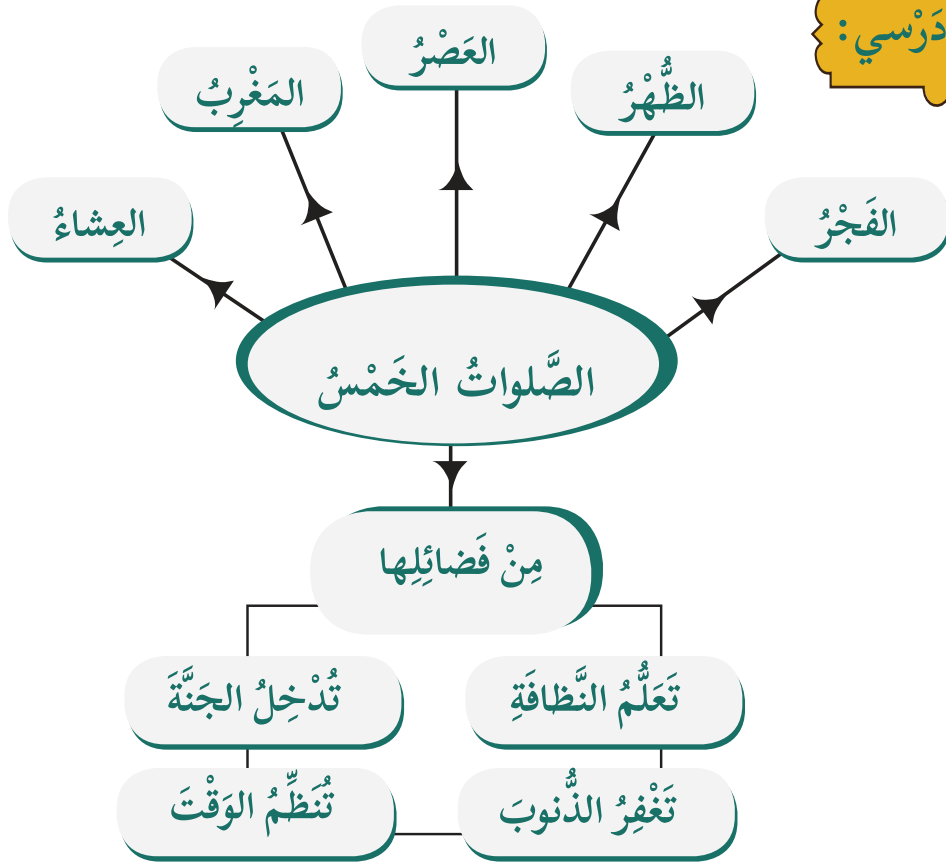 دَرْسي:
الفَجْرُ
الظُّهْرُ
العَصْرُ
المَغْرِبُ
العِشاءُ
الصَّلواتُ الخَمْسُ
مِنْ فَضائِلِها
تَعَلُّمُ النَّظافَةِ
تُدْخِلُ الجَنَّةَ
تَغْفِرُ الذُّنوبَ
تُنَظِّمُ الوَقْتَ